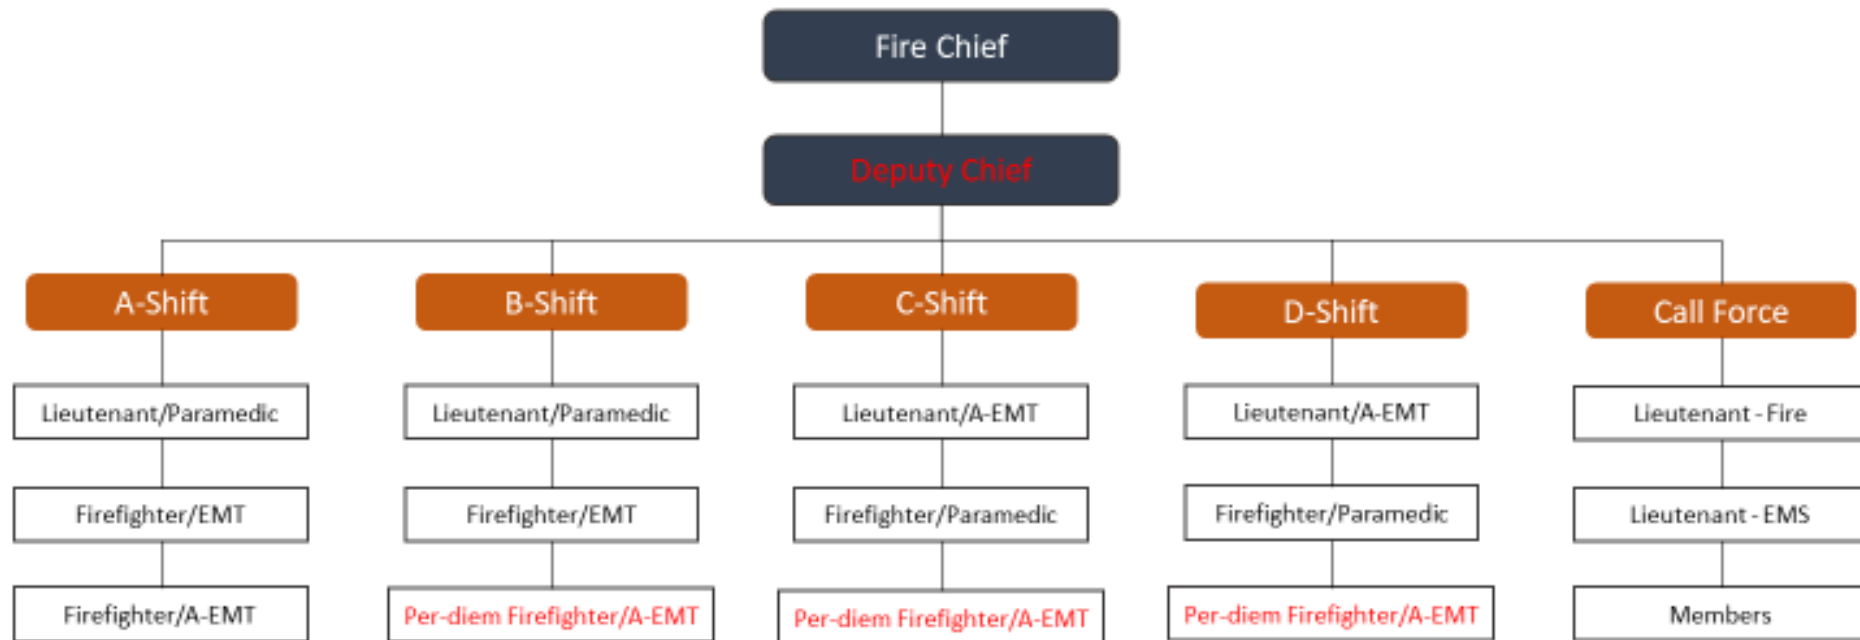 Fire Chief
Deputy Chief
A-Shift
B-Shift
C-Shift
D-Shift
Call Force
Lieutenant/Paramedic
Lieutenant/Paramedic
Lieutenant/A-EMT
Lieutenant/A-EMT
Lieutenant - Fire
Firefighter/EMT
Firefighter/EMT
Firefighter/Paramedic
Firefighter/Paramedic
Lieutenant - EMS
Firefighter/A-EMT
Per-diem Firefighter/A-EMT
Per-diem Firefighter/A-EMT
Per-diem Firefighter/A-EMT
Members